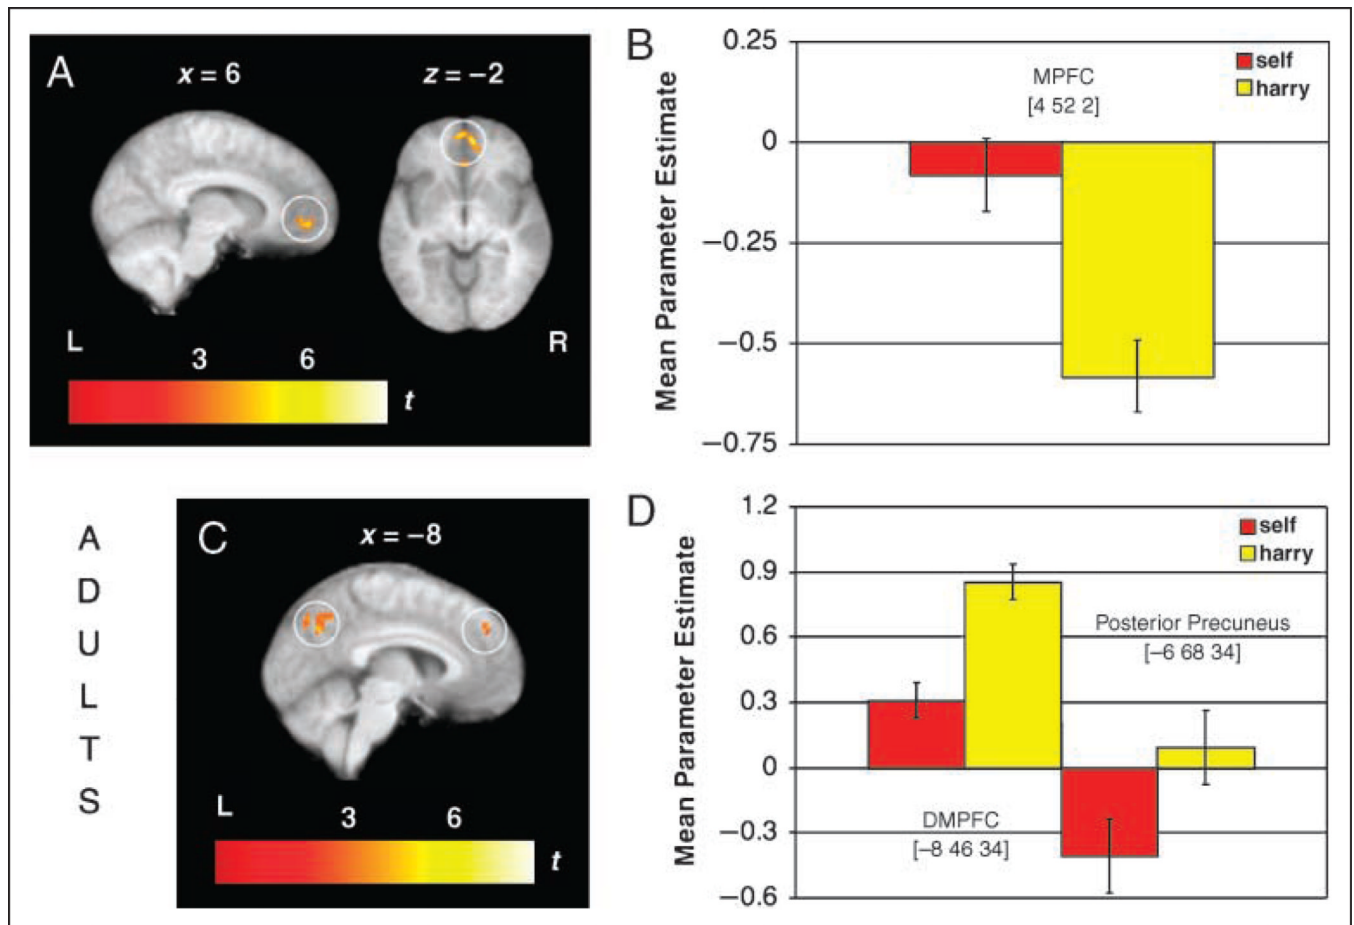 A
x = 6
z = −2
L
R
3
6
t
B
0.25
0
−0.25
−0.5
−0.75
Mean Parameter Estimate
MPFC
[4 52 2]
self
harry
A
D
U
L
T
S
C
x = −8
L
3
6
t
D
1.2
0.9
0.6
0.3
0
−0.3
−0.6
Mean Parameter Estimate
self
harry
Posterior Precuneus
[−6 68 34]
DMPFC
[−8 46 34]